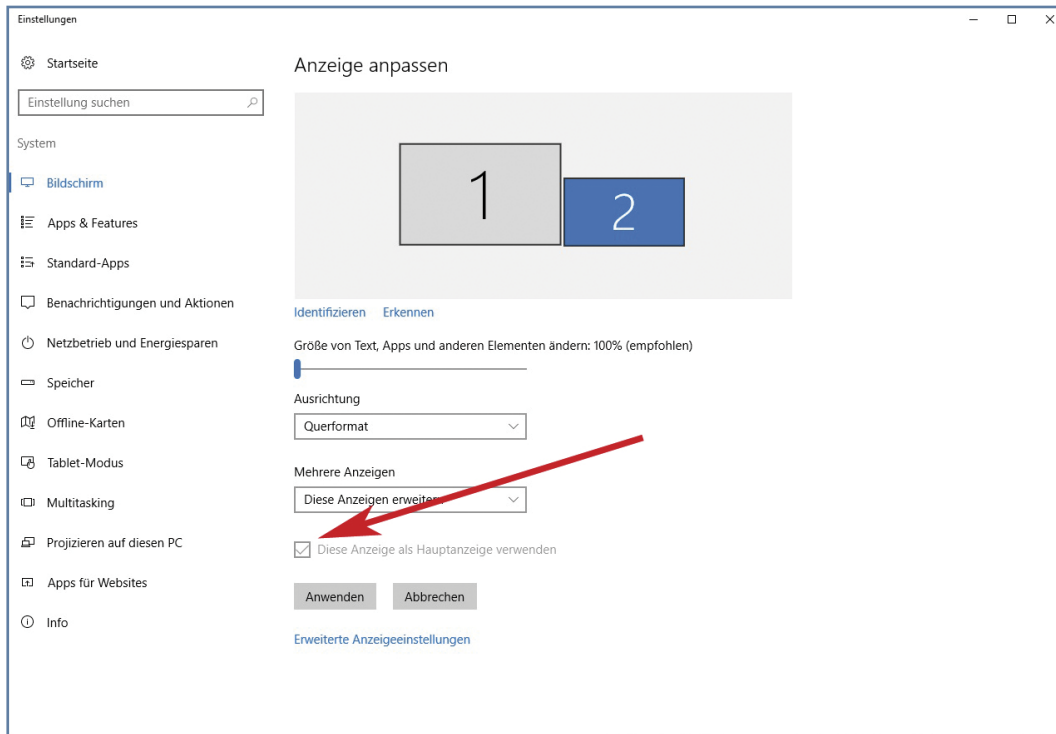 Einstellungen
Startseite
Einstellung suchen
System
Bildschirm
Apps & Features
Standard-Apps
Benachrichtigungen und Aktionen
Netzbetrieb und Energiesparen
Speicher
Offline-Karten
Tablet-Modus
Multitasking
Projizieren auf diesen PC
Apps für Websites
Info
Anzeige anpassen
1
2
Identifizieren Erkennen
Größe von Text, Apps und anderen Elementen ändern: 100% (empfohlen)
Ausrichtung
Querformat
Mehrere Anzeigen
Diese Anzeigen erweitern
Diese Anzeige als Hauptanzeige verwenden
Anwenden Abbrechen
Erweiterte Anzeigeeinstellungen